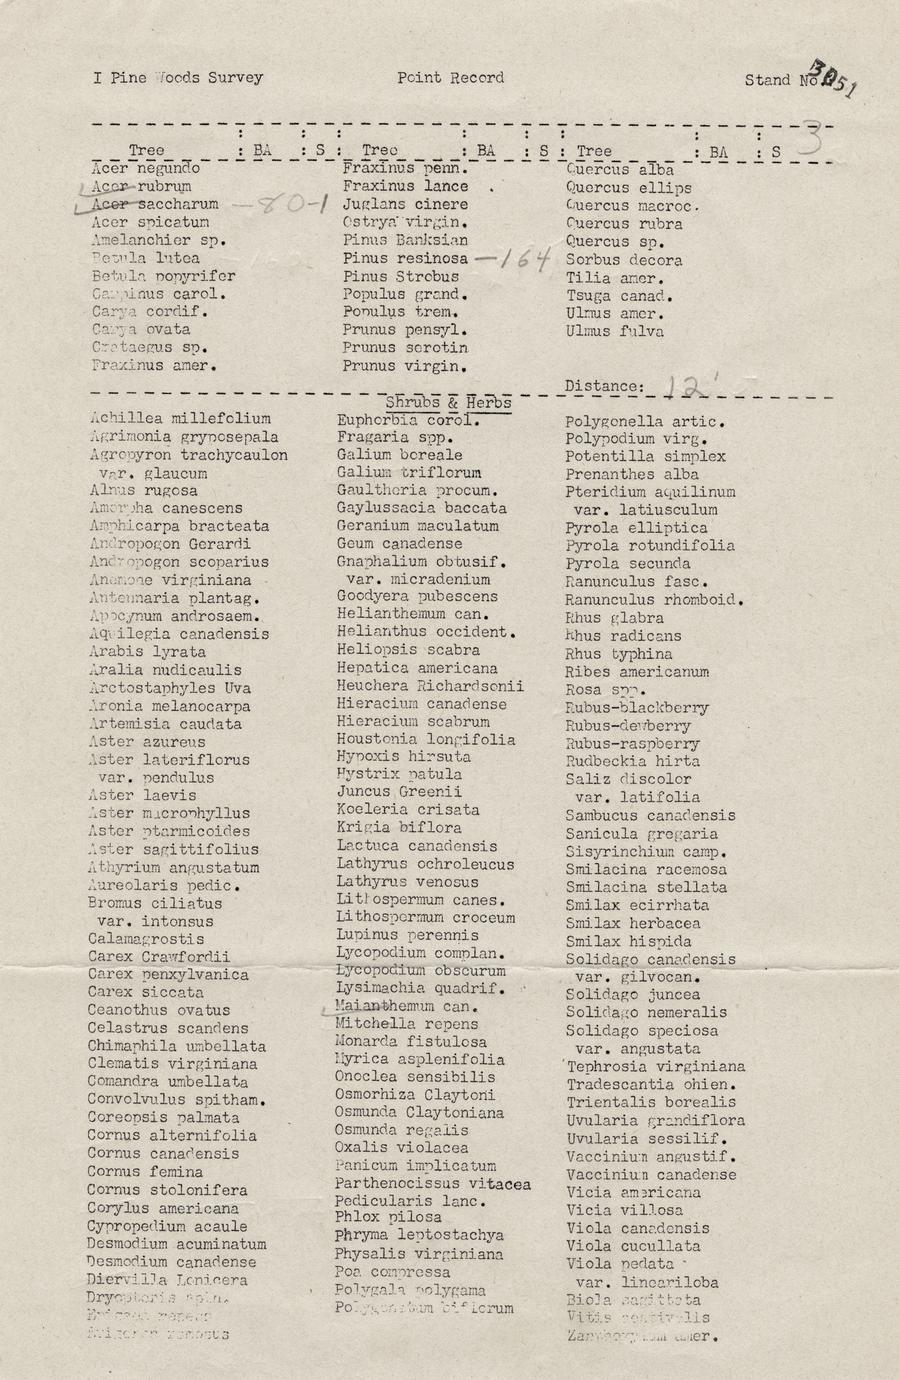 I Pine Woods Survey Point Record Stand No. 3051
3
Tree : BA : S : Tree : BA : S : Tree : BA : S
Acer negundo
Acer rubrum
Acer saccharum — 80-1
Acer spicatum
Amelanchier sp.
Betula lutea
Betula papyrifer
Carpinus carol.
Carya cordif.
Carya ovata
Crataegus sp.
Fraxinus amer.
Fraxinus penn.
Fraxinus lance .
Juglans cinere
Ostrya virgin.
Pinus Banksian
Pinus resinosa — 164
Pinus Strobus
Populus grand.
Populus trem.
Prunus pensyl.
Prunus serotin
Prunus virgin.
Quercus alba
Quercus ellips
Quercus macroc.
Quercus rubra
Quercus sp.
Sorbus decora
Tilia amer.
Tsuga canad.
Ulmus amer.
Ulmus fulva
Distance: 12'
Shrubs & Herbs
Achillea millefolium
Agrimonia gryposepala
Agropyron trachycaulon
var. glaucum
Alnus rugosa
Amorpha canescens
Amphicarpa bracteata
Andropogon Gerardi
Andropogon scoparius
Anemone virginiana
Antennaria plantag.
Apocynum androsaem.
Aquilegia canadensis
Arabis lyrata
Aralia nudicaulis
Arctostaphyles Uva
Aronia melanocarpa
Artemisia caudata
Aster azureus
Aster lateriflorus
var. pendulus
Aster laevis
Aster macrophyllus
Aster ptarmicoides
Aster sagittifolius
Athyrium angustatum
Aureolaris pedic.
Bromus ciliatus
var. intonsus
Calamagrostis
Carex Crawfordii
Carex penxylvanica
Carex siccata
Ceanothus ovatus
Celastrus scandens
Chimaphila umbellata
Clematis virginiana
Comandra umbellata
Convolvulus spitham.
Coreopsis palmata
Cornus alternifolia
Cornus canadensis
Cornus femina
Cornus stolonifera
Corylus americana
Cypropedium acaule
Desmodium acuminatum
Desmodium canadense
Diervilla Lonicera
Dryopteris
Euphorbia corol.
Fragaria spp.
Galium boreale
Galium triflorum
Gaultheria procum.
Gaylussacia baccata
Geranium maculatum
Geum canadense
Gnaphalium obtusif.
var. micradenium
Goodyera pubescens
Helianthemum can.
Helianthus occident.
Heliopsis scabra
Hepatica americana
Heuchera Richardsonii
Hieracium canadense
Hieracium scabrum
Houstonia longifolia
Hypoxis hirsuta
Hystrix patula
Juncus Greenii
Koeleria crisata
Krigia biflora
Lactuca canadensis
Lathyrus ochroleucus
Lathyrus venosus
Lithospermum canes.
Lithospermum croceum
Lupinus perennis
Lycopodium complan.
Lycopodium obscurum
Lysimachia quadrif.
Maianthemum can.
Mitchella repens
Monarda fistulosa
Myrica asplenifolia
Onoclea sensibilis
Osmorhiza Claytoni
Osmunda Claytoniana
Osmunda regalis
Oxalis violacea
Panicum implicatum
Parthenocissus vitacea
Pedicularis lanc.
Phlox pilosa
Phryma leptostachya
Physalis virginiana
Poa compressa
Polygala polygama
Polygonatum biflorum
Polygonella artic.
Polypodium virg.
Potentilla simplex
Prenanthes alba
Pteridium aquilinum
var. latiusculum
Pyrola elliptica
Pyrola rotundifolia
Pyrola secunda
Ranunculus fasc.
Ranunculus rhomboid.
Rhus glabra
Rhus radicans
Rhus typhina
Ribes americanum
Rosa spp.
Rubus-blackberry
Rubus-dewberry
Rubus-raspberry
Rudbeckia hirta
Saliz discolor
var. latifolia
Sambucus canadensis
Sanicula gregaria
Sisyrinchium camp.
Smilacina racemosa
Smilacina stellata
Smilax ecirrhata
Smilax herbacea
Smilax hispida
Solidago canadensis
var. gilvocan.
Solidago juncea
Solidago nemeralis
Solidago speciosa
var. angustata
Tephrosia virginiana
Tradescantia ohien.
Trientalis borealis
Uvularia grandiflora
Uvularia sessilif.
Vaccinium angustif.
Vaccinium canadense
Vicia americana
Vicia villosa
Viola canadensis
Viola cucullata
Viola pedata
var. lineariloba
Biola sagittata
Vitis aestivalis
Zanthoxylum amer.